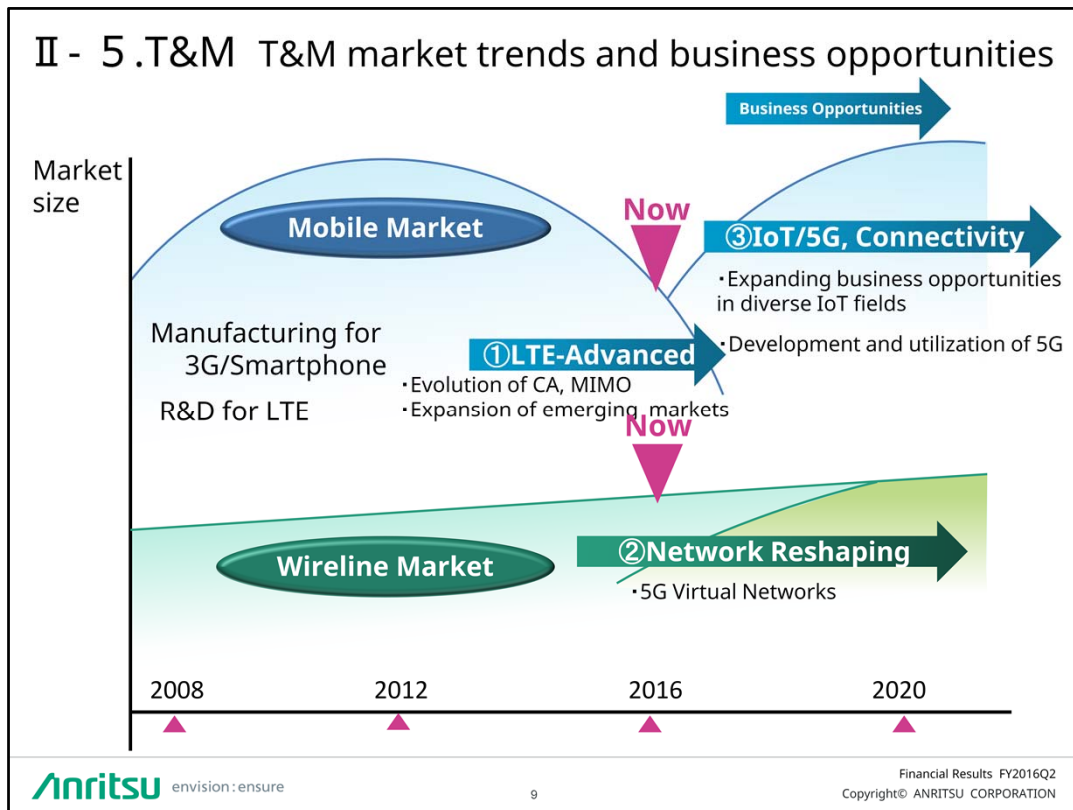 Ⅱ- 5.T&M T&M market trends and business opportunities
Business Opportunities
Market
size
Mobile Market
Now
③IoT/5G, Connectivity
・Expanding business opportunities
in diverse IoT fields
・Development and utilization of 5G
Manufacturing for
3G/Smartphone
R&D for LTE
①LTE-Advanced
・Evolution of CA, MIMO
・Expansion of emerging markets
Now
Wireline Market
②Network Reshaping
・5G Virtual Networks
2008 2012 2016 2020
Anritsu envision:ensure
9
Financial Results FY2016Q2
Copyright© ANRITSU CORPORATION